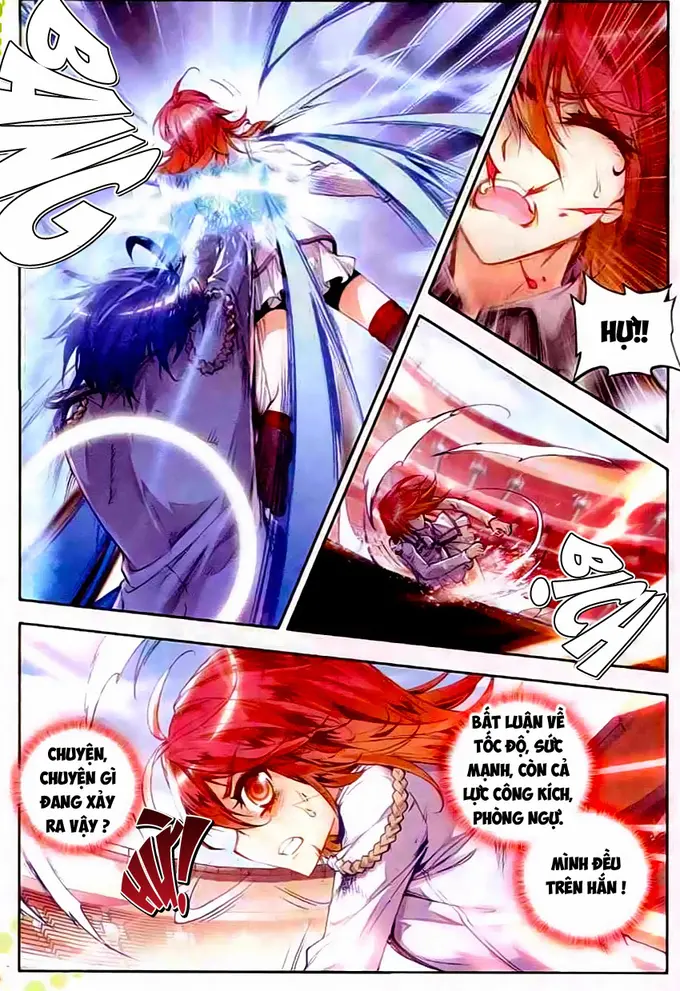 BANG
HỰ!!
BỊCH
CHUYỆN,
CHUYỆN GÌ
ĐANG XẢY
RA VẬY ?
HỪ!
BẤT LUẬN VỀ
TỐC ĐỘ, SỨC
MẠNH, CÒN CẢ
LỰC CÔNG KÍCH,
PHÒNG NGỰ.
MÌNH ĐỀU
TRÊN HẮN !